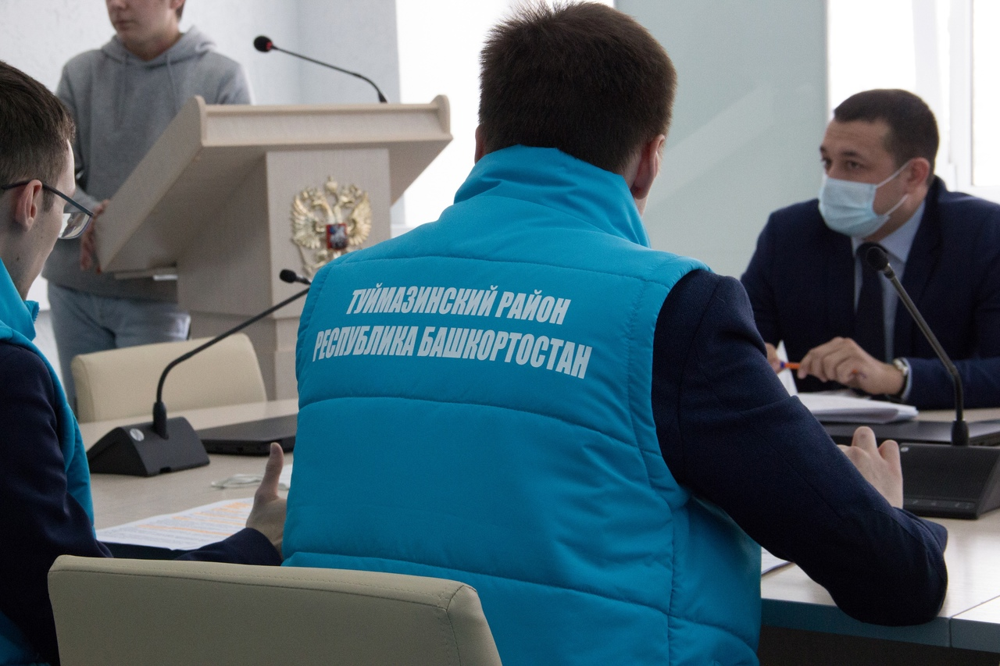 ТУЙМАЗИНСКИЙ РАЙОН
РЕСПУБЛИКА БАШКОРТОСТАН